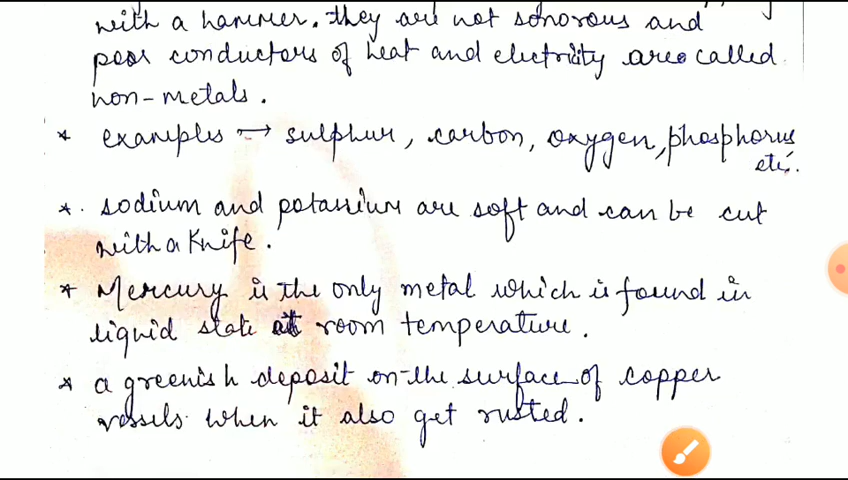 with a hammer. they are not sonorous and
poor conductors of heat and electricity are called
non-metals.
* examples → sulphur, carbon, oxygen, phosphorus
etc.
* sodium and potassium are soft and can be cut
with a Knife.
* Mercury is the only metal which is found in
liquid state at room temperature.
* a greenish deposit on the surface of copper
vessels when it also get rusted.